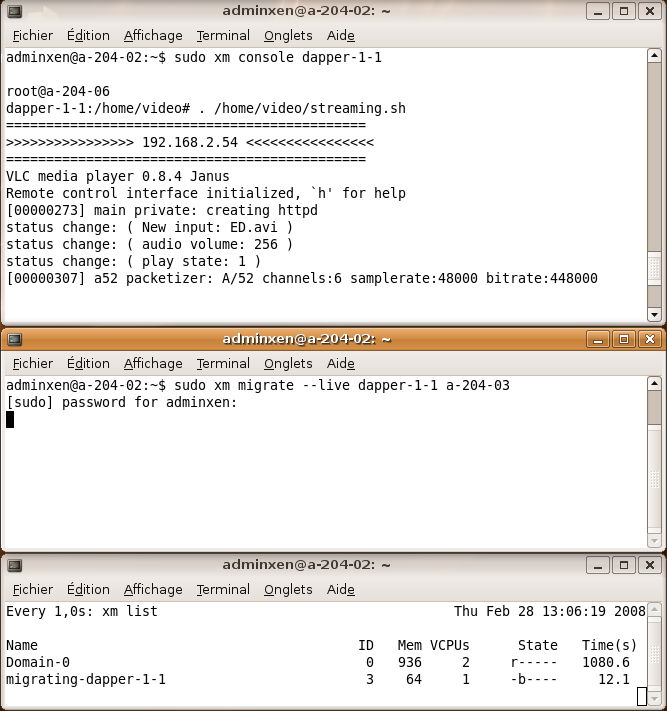 adminxen@a-204-02: ~
Fichier Édition Affichage Terminal Onglets Aide
adminxen@a-204-02:~$ sudo xm console dapper-1-1
root@a-204-06
dapper-1-1:/home/video# . /home/video/streaming.sh
=============================================
>>>>>>>>>>>>>>>> 192.168.2.54 <<<<<<<<<<<<<<<<
=============================================
VLC media player 0.8.4 Janus
Remote control interface initialized, `h' for help
[00000273] main private: creating httpd
status change: ( New input: ED.avi )
status change: ( audio volume: 256 )
status change: ( play state: 1 )
[00000307] a52 packetizer: A/52 channels:6 samplerate:48000 bitrate:448000
adminxen@a-204-02: ~
Fichier Édition Affichage Terminal Onglets Aide
adminxen@a-204-02:~$ sudo xm migrate --live dapper-1-1 a-204-03
[sudo] password for adminxen:
adminxen@a-204-02: ~
Fichier Édition Affichage Terminal Onglets Aide
Every 1,0s: xm list Thu Feb 28 13:06:19 2008
Name ID Mem VCPUs State Time(s)
Domain-0 0 936 2 r----- 1080.6
migrating-dapper-1-1 3 64 1 -b---- 12.1